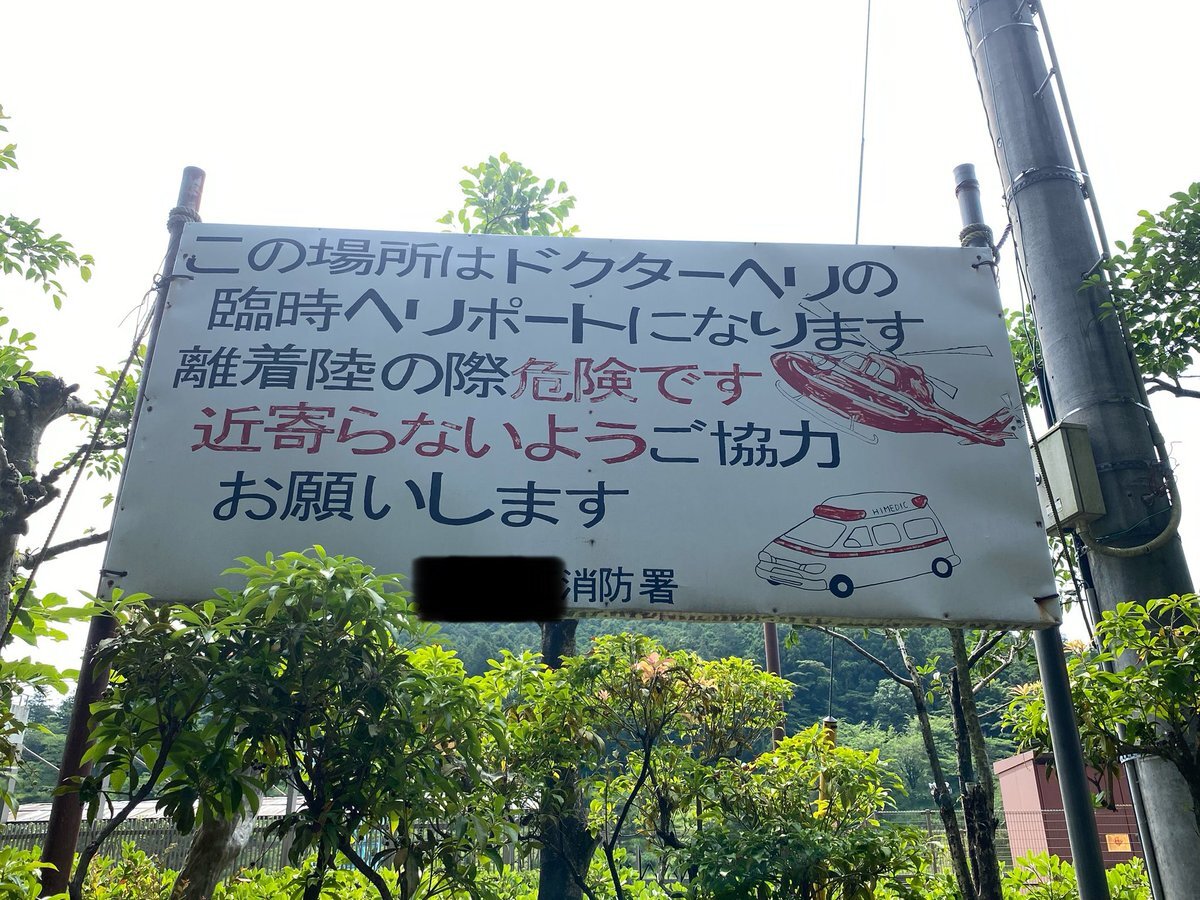 この場所はドクターヘリの
臨時ヘリポートになります
離着陸の際危険です
近寄らないようご協力
お願いします
HIMEDIC
消防署